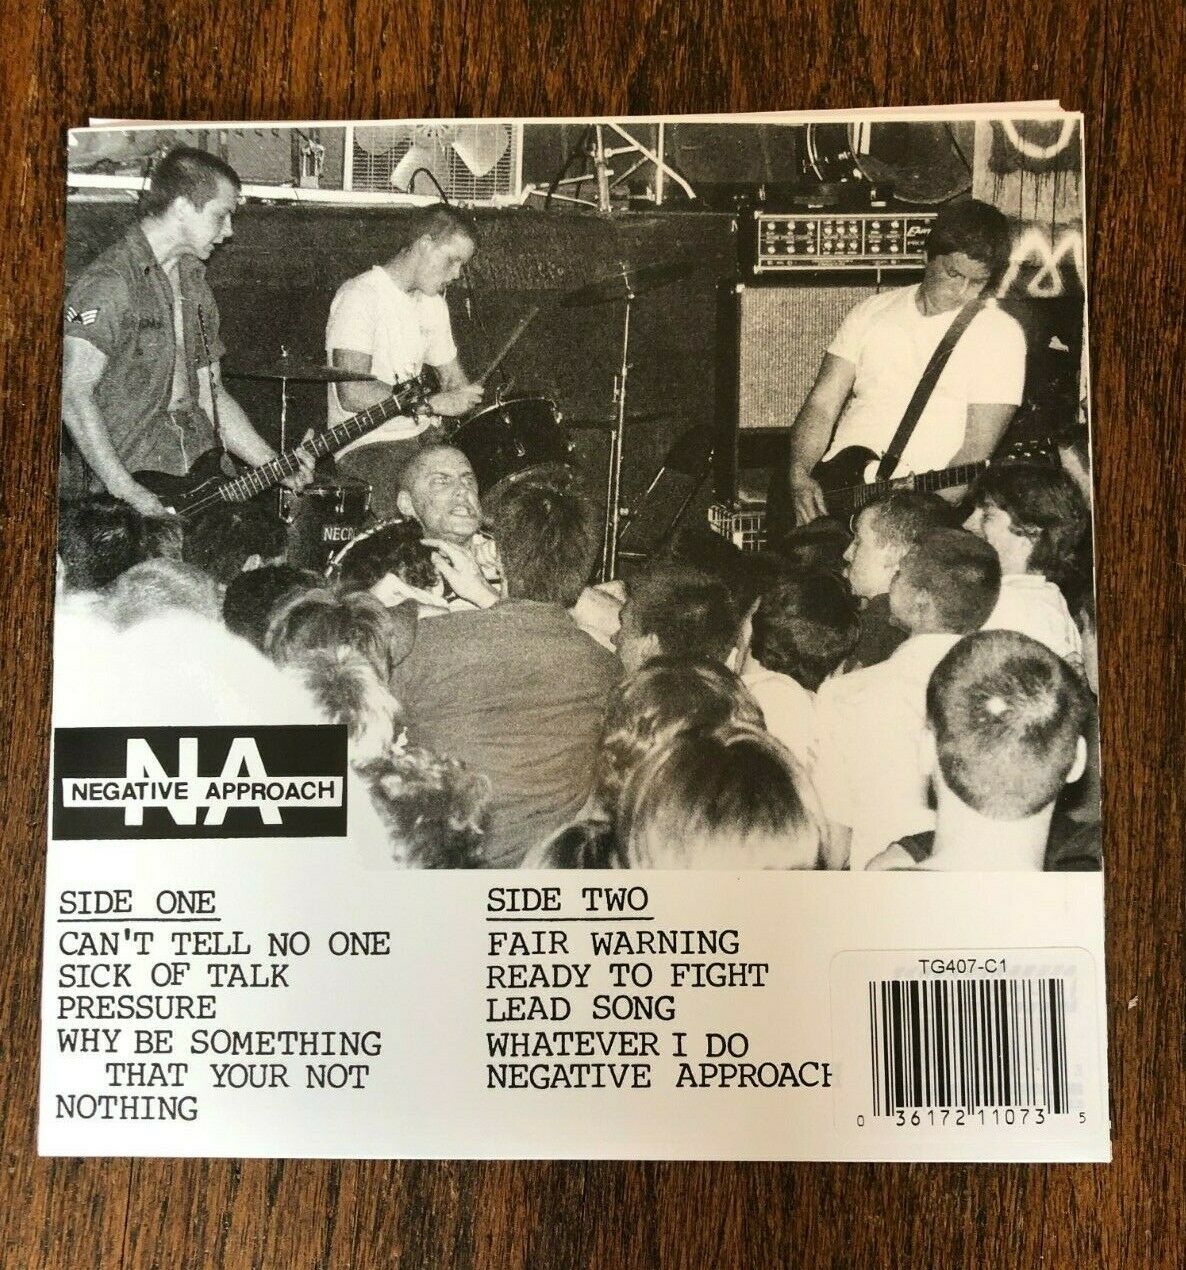 NECR
NA
NEGATIVE APPROACH
SIDE ONE
CAN'T TELL NO ONE
SICK OF TALK
PRESSURE
WHY BE SOMETHING
THAT YOUR NOT
NOTHING
SIDE TWO
FAIR WARNING
READY TO FIGHT
LEAD SONG
WHATEVER I DO
NEGATIVE APPROACH
TG407-C1
0 36172 11073 5